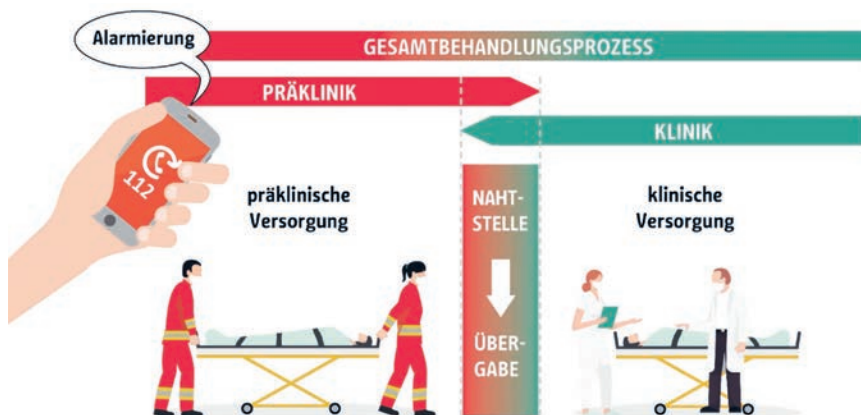 Alarmierung
GESAMTBEHANDLUNGSPROZESS
PRÄKLINIK
KLINIK
112
präklinische
Versorgung
NAHT-
STELLE
ÜBER-
GABE
klinische
Versorgung